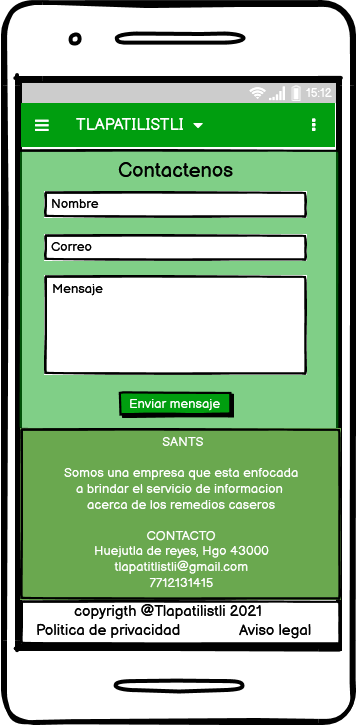 15:12
TLAPATILISTLI
Contactenos
Nombre
Correo
Mensaje
Enviar mensaje
SANTS
Somos una empresa que esta enfocada
a brindar el servicio de informacion
acerca de los remedios caseros
CONTACTO
Huejutla de reyes, Hgo 43000
tlapatitlistli@gmail.com
7712131415
copyrigth @Tlapatilistli 2021
Politica de privacidad Aviso legal